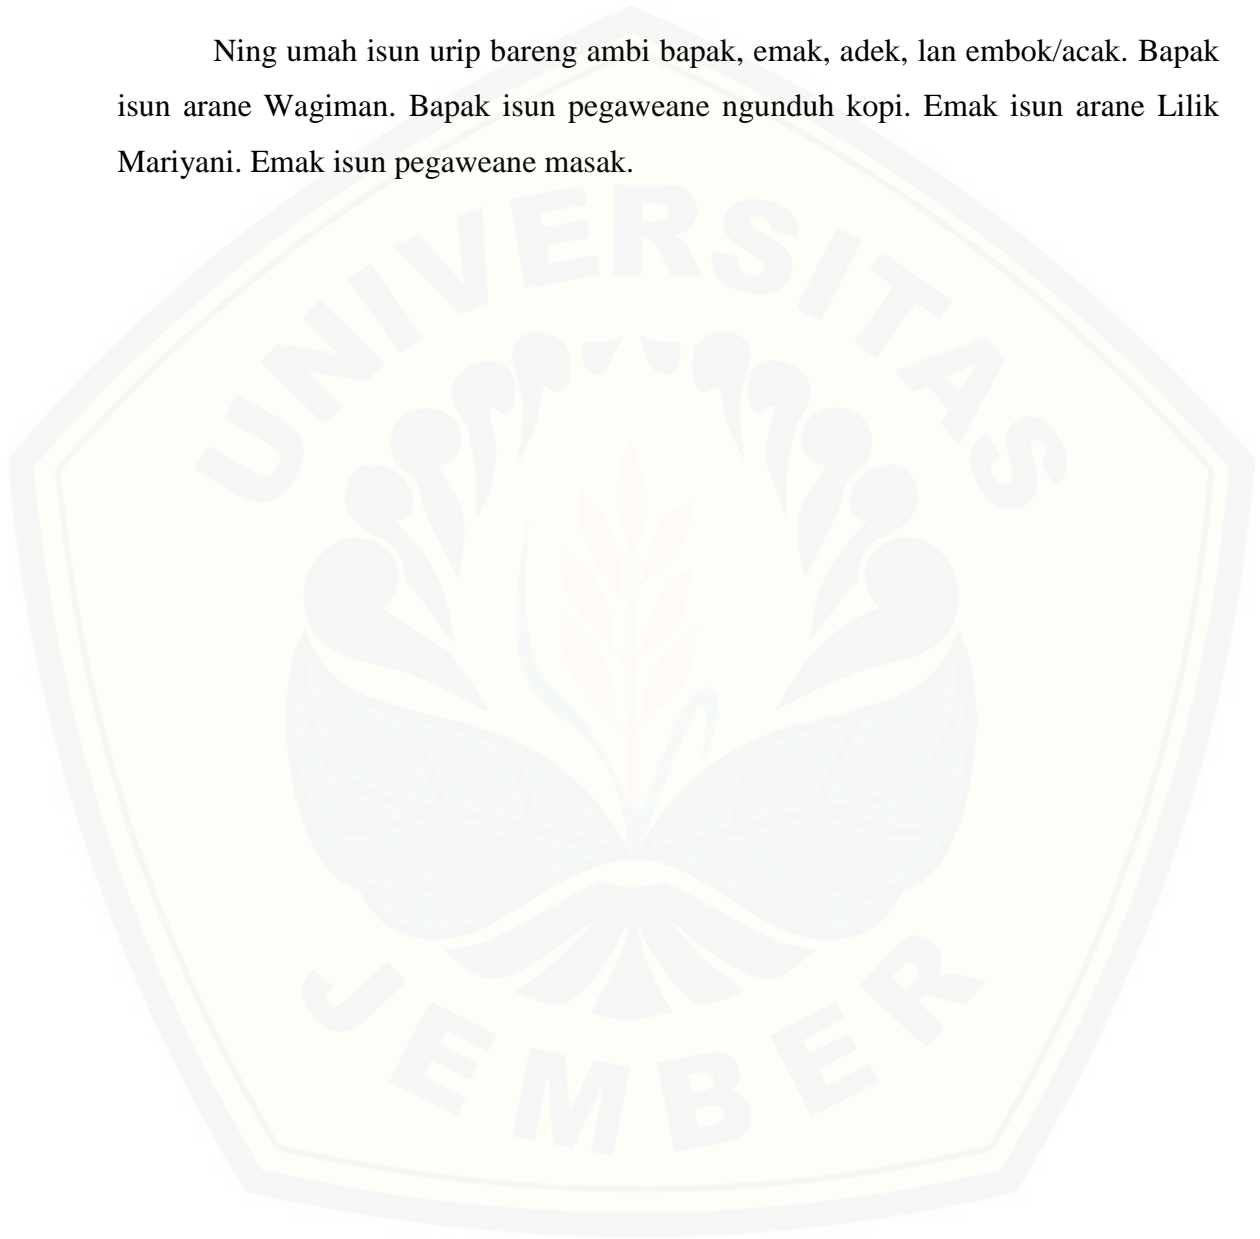 Ning umah isun urip bareng ambi bapak, emak, adek, lan embok/acak. Bapak
isun arane Wagiman. Bapak isun pegaweane ngunduh kopi. Emak isun arane Lilik
Mariyani. Emak isun pegaweane masak.
UNIVERSITAS
JEMBER